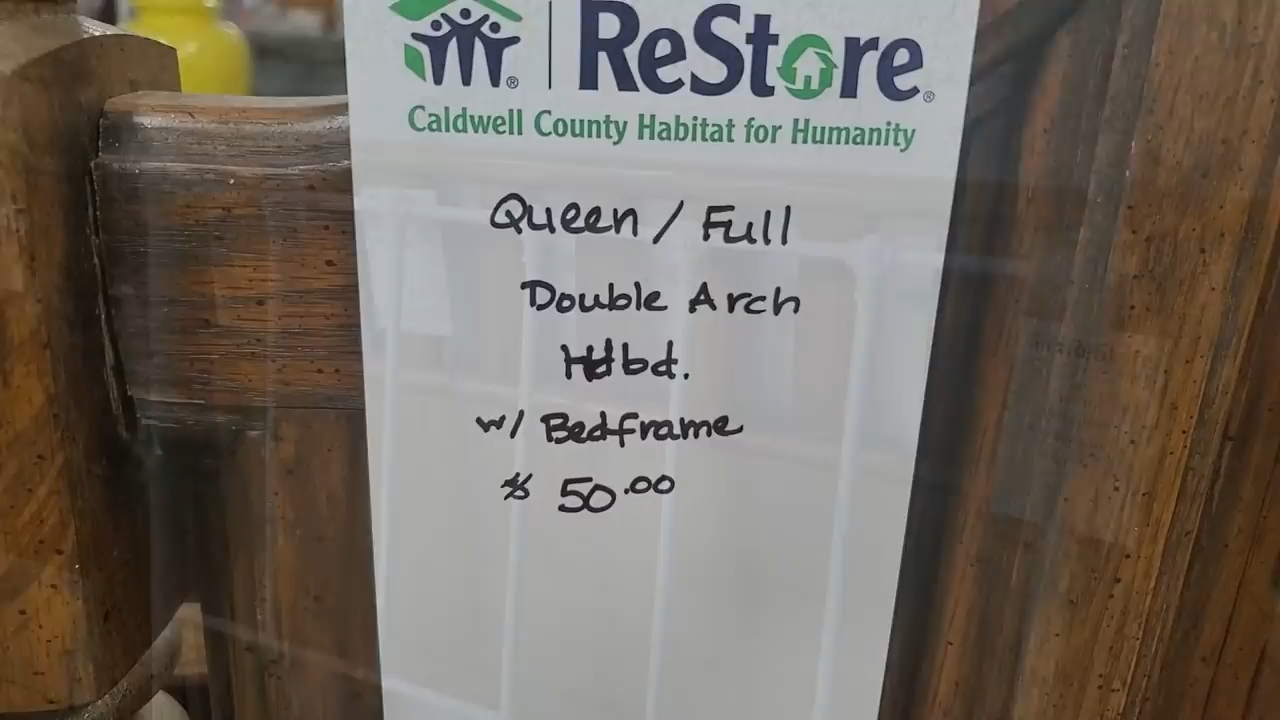 ReStore®
Caldwell County Habitat for Humanity
Queen / Full
Double Arch
Hdbd.
w/ Bedframe
$ 50.00